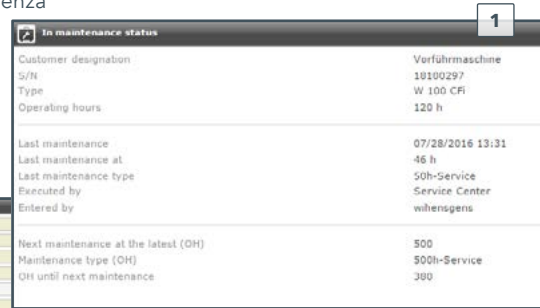 enza
1
In maintenance status
Customer designation Vorführmaschine
S/N 10100297
Type W 100 CFi
Operating hours 120 h
Last maintenance 07/28/2016 13:31
Last maintenance at 46 h
Last maintenance type 50h-Service
Executed by Service Center
Entered by wihensgens
Next maintenance at the latest (OH) 500
Maintenance type (OH) 500h-Service
OH until next maintenance 380